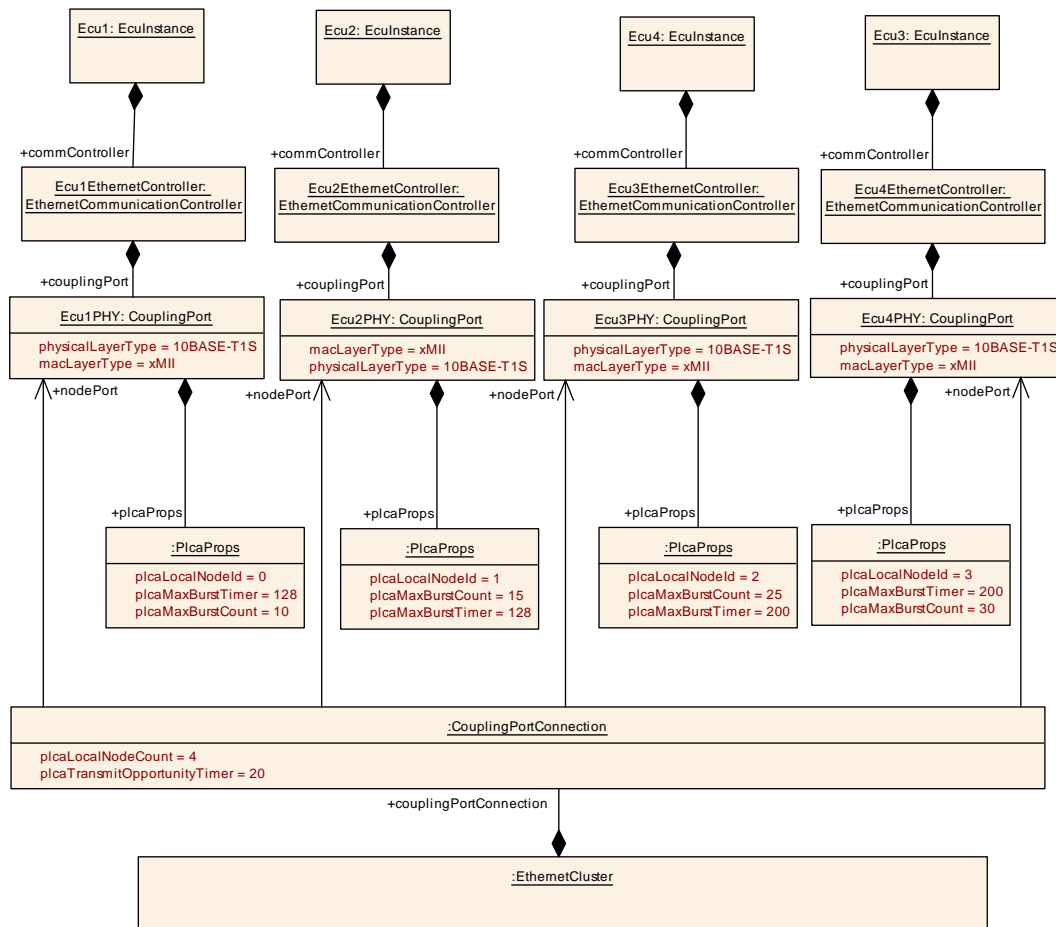 Ecu1: EcuInstance
Ecu2: EcuInstance
Ecu4: EcuInstance
Ecu3: EcuInstance
+commController
+commController
+commController
+commController
Ecu1EthernetController:
EthernetCommunicationController
Ecu2EthernetController:
EthernetCommunicationController
Ecu3EthernetController:
EthernetCommunicationController
Ecu4EthernetController:
EthernetCommunicationController
+couplingPort
+couplingPort
+couplingPort
+couplingPort
Ecu1PHY: CouplingPort
physicalLayerType = 10BASE-T1S
macLayerType = xMII
Ecu2PHY: CouplingPort
macLayerType = xMII
physicalLayerType = 10BASE-T1S
Ecu3PHY: CouplingPort
physicalLayerType = 10BASE-T1S
macLayerType = xMII
Ecu4PHY: CouplingPort
physicalLayerType = 10BASE-T1S
macLayerType = xMII
+nodePort
+nodePort
+nodePort
+nodePort
+plcaProps
+plcaProps
+plcaProps
+plcaProps
:PlcaProps
plcaLocalNodeId = 0
plcaMaxBurstTimer = 128
plcaMaxBurstCount = 10
:PlcaProps
plcaLocalNodeId = 1
plcaMaxBurstCount = 15
plcaMaxBurstTimer = 128
:PlcaProps
plcaLocalNodeId = 2
plcaMaxBurstCount = 25
plcaMaxBurstTimer = 200
:PlcaProps
plcaLocalNodeId = 3
plcaMaxBurstTimer = 200
plcaMaxBurstCount = 30
:CouplingPortConnection
plcaLocalNodeCount = 4
plcaTransmitOpportunityTimer = 20
+couplingPortConnection
:EthernetCluster